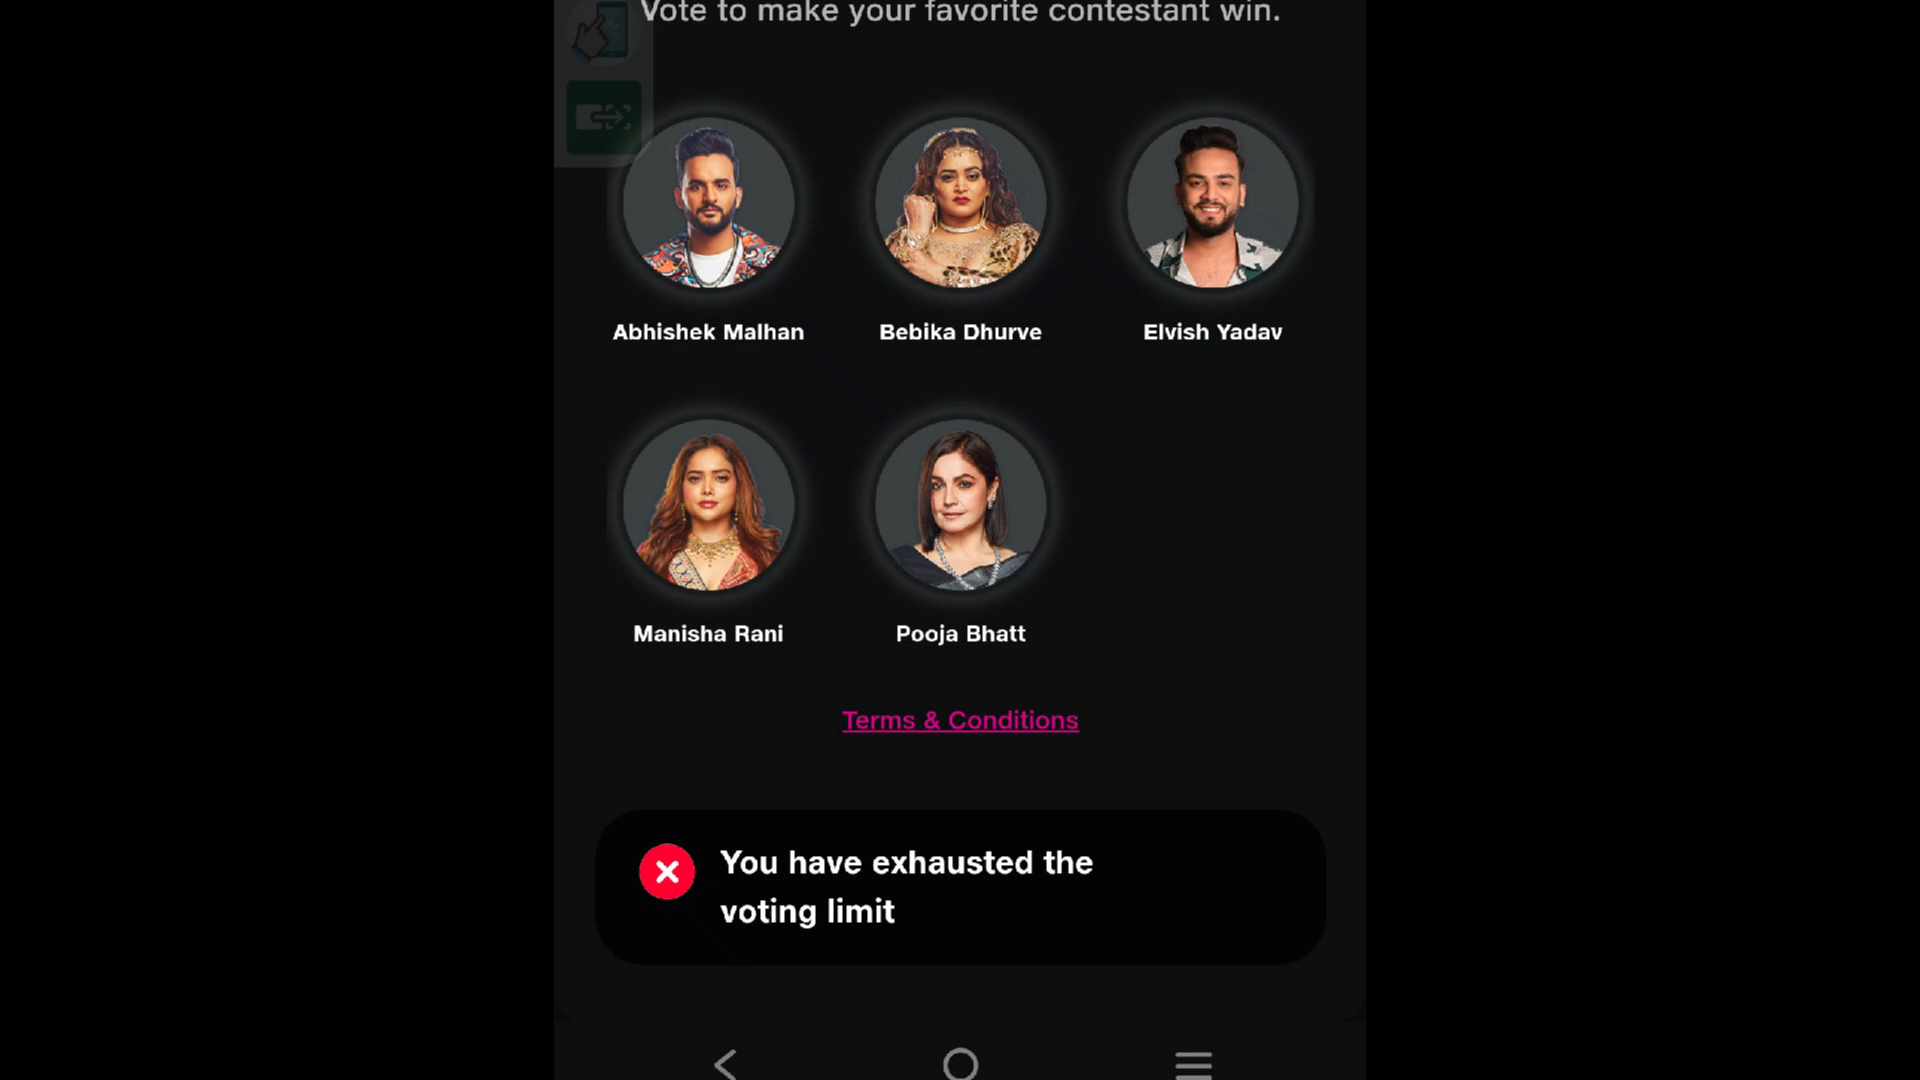 Vote to make your favorite contestant win.
Abhishek Malhan
Bebika Dhurve
Elvish Yadav
Manisha Rani
Pooja Bhatt
Terms & Conditions
You have exhausted the
voting limit